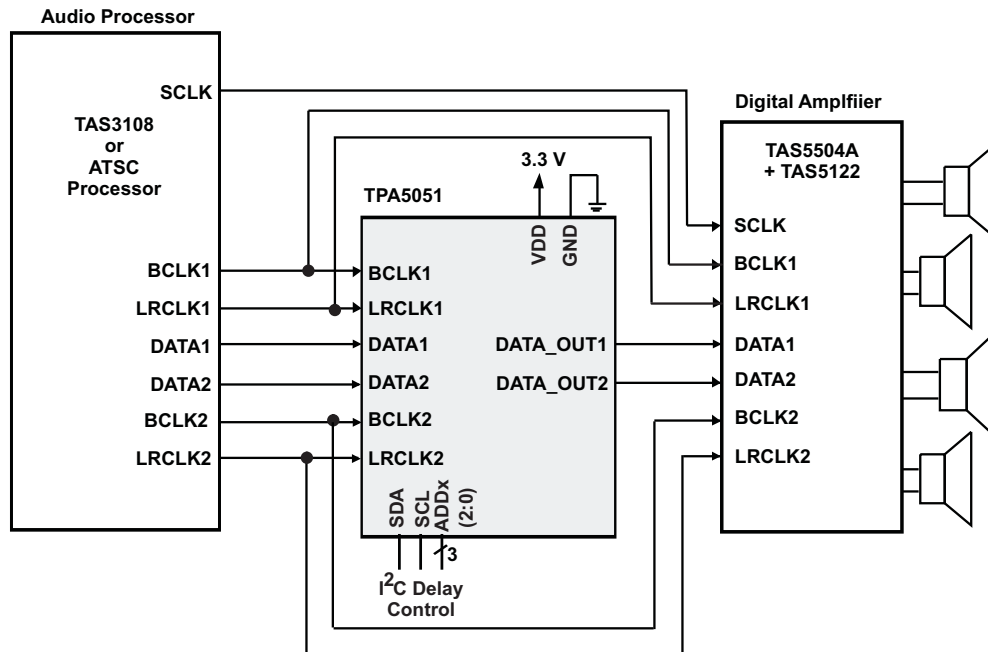 Audio Processor
SCLK
TAS3108
or
ATSC
Processor
BCLK1
LRCLK1
DATA1
DATA2
BCLK2
LRCLK2
TPA5051
3.3 V
VDD
GND
BCLK1
LRCLK1
DATA1
DATA2
BCLK2
LRCLK2
DATA_OUT1
DATA_OUT2
SDA
SCL
ADDx
(2:0)
3
I²C Delay
Control
Digital Amplfiier
TAS5504A
+ TAS5122
SCLK
BCLK1
LRCLK1
DATA1
DATA2
BCLK2
LRCLK2